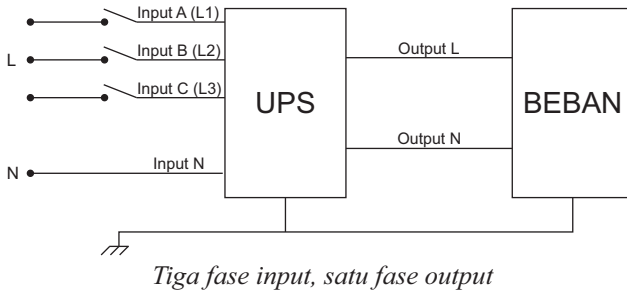 Input A (L1)
L
Input B (L2)
Input C (L3)
N
Input N
UPS
Output L
Output N
BEBAN
Tiga fase input, satu fase output